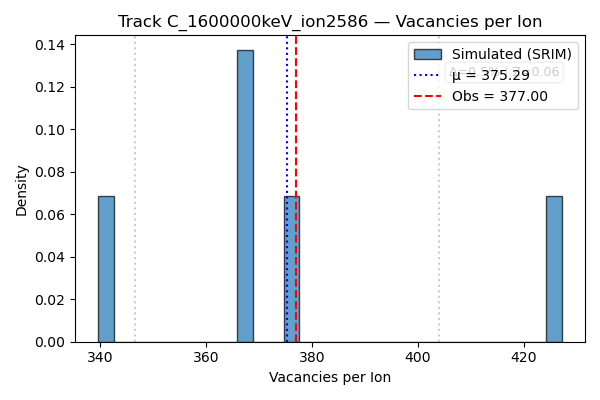 Track C_1600000keV_ion2586 — Vacancies per Ion
Simulated (SRIM)
μ = 375.29
Obs = 377.00
Density
0.14
0.12
0.10
0.08
0.06
0.04
0.02
0.00
340
360
380
400
420
Vacancies per Ion